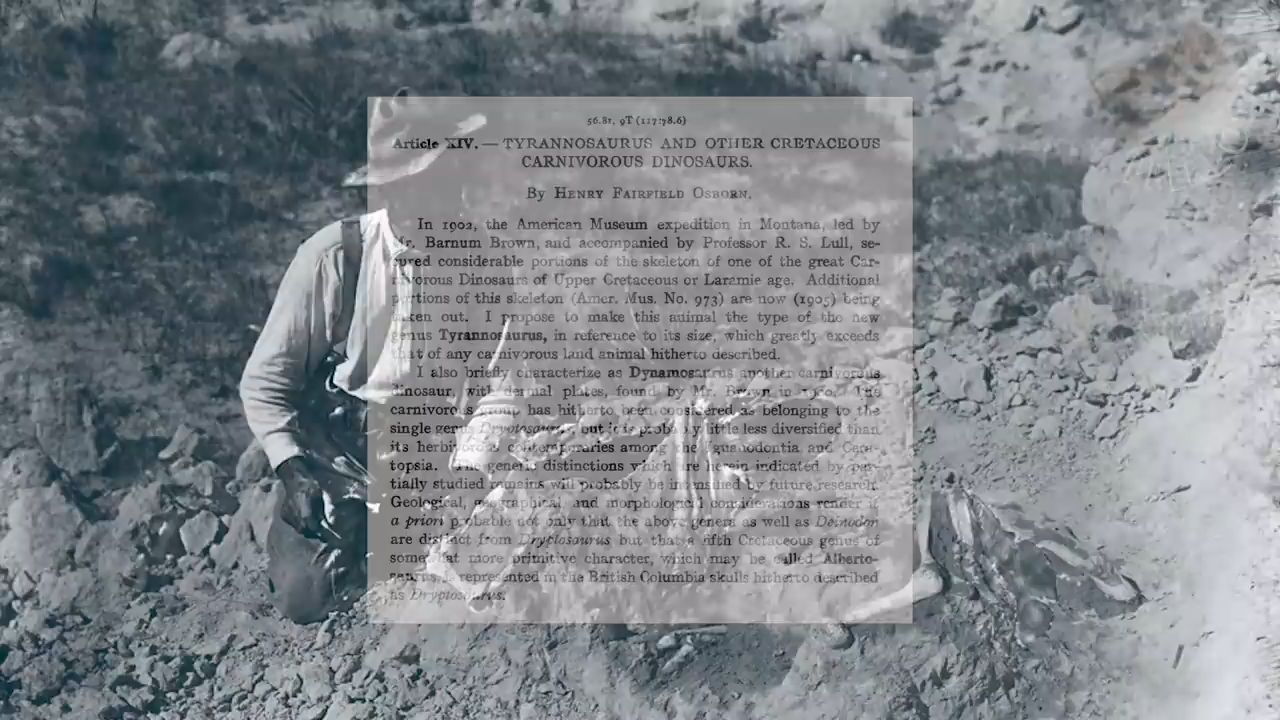 56.81, 9T (117:78.6)
Article XIV. — TYRANNOSAURUS AND OTHER CRETACEOUS
CARNIVOROUS DINOSAURS.
By Henry Fairfield Osborn.
In 1902, the American Museum expedition in Montana, led by
Mr. Barnum Brown, and accompanied by Professor R. S. Lull, se-
cured considerable portions of the skeleton of one of the great Car-
nivorous Dinosaurs of Upper Cretaceous or Laramie age. Additional
portions of this skeleton (Amer. Mus. No. 973) are now (1905) being
taken out. I propose to make this animal the type of the new
genus Tyrannosaurus, in reference to its size, which greatly exceeds
that of any carnivorous land animal hitherto described.
I also briefly characterize as Dynamosaurus another carnivorous
dinosaur, with dermal plates, found by Mr. Brown in 1900. The
carnivorous group has hitherto been considered as belonging to the
single genus Dryptosaurus, but it is probably little less diversified than
its herbivorous contemporaries among the Iguanodontia and Cera-
topsia. The generic distinctions which are herein indicated by par-
tially studied remains will probably be intensified by future research.
Geological, geographical and morphological considerations render it
a priori probable not only that the above genera as well as Deinodon
are distinct from Dryptosaurus but that a fifth Cretaceous genus of
somewhat more primitive character, which may be called Alberto-
saurus, is represented in the British Columbia skulls hitherto described
as Dryptosaurus.